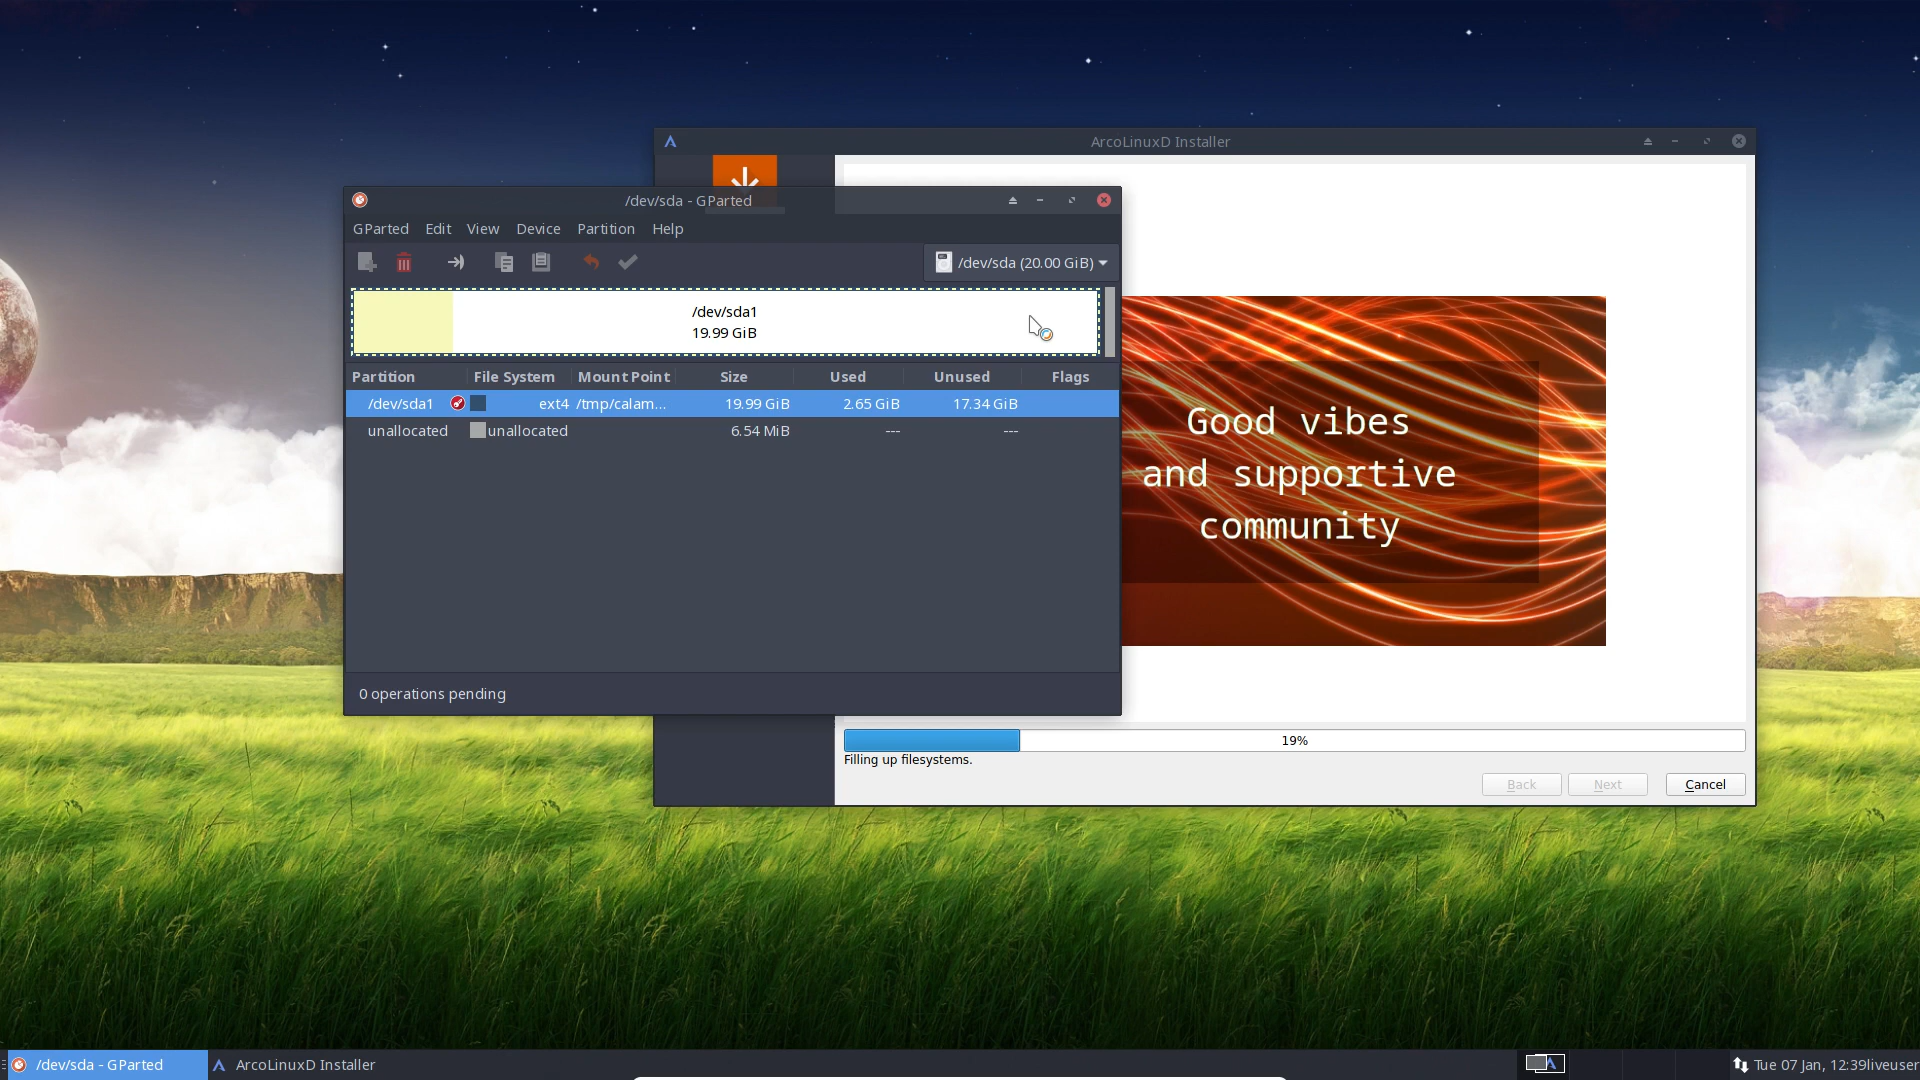 ArcoLinuxD Installer
/dev/sda - GParted
GParted Edit View Device Partition Help
/dev/sda (20.00 GiB)
/dev/sda1
19.99 GiB
Partition File System Mount Point Size Used Unused Flags
/dev/sda1 ext4 /tmp/calam... 19.99 GiB 2.65 GiB 17.34 GiB
unallocated unallocated 6.54 MiB --- ---
0 operations pending
Good vibes
and supportive
community
19%
Filling up filesystems.
Back Next Cancel
/dev/sda - GParted ArcoLinuxD Installer Tue 07 Jan, 12:39liveuser